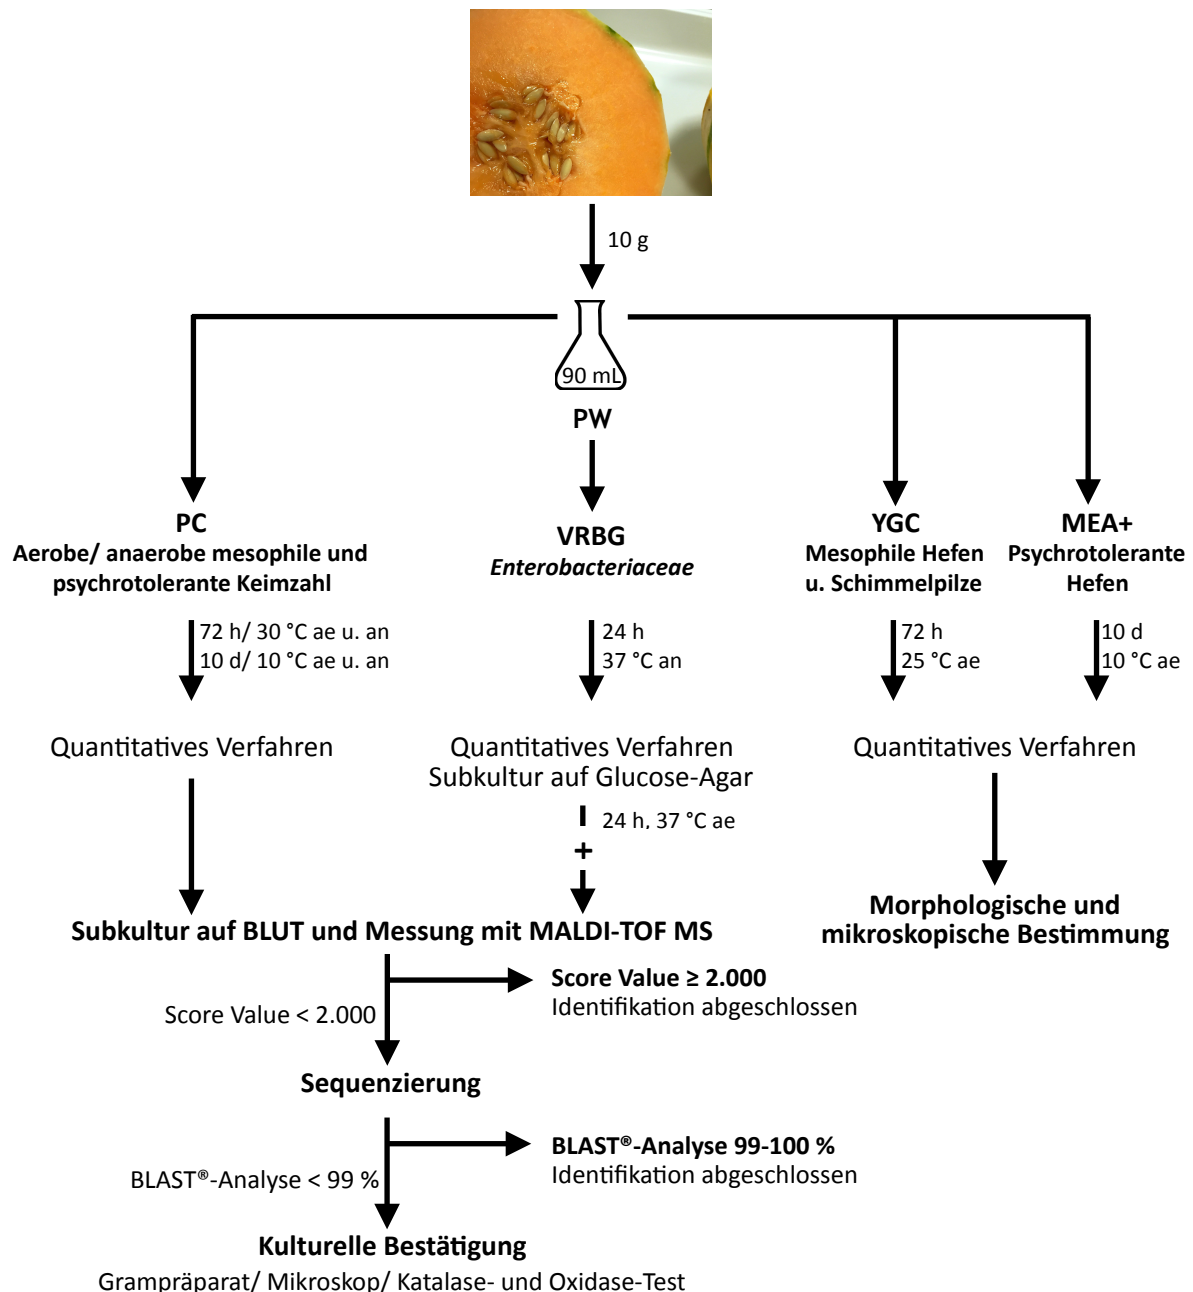 10 g
90 mL
PW
PC
Aerobe/ anaerobe mesophile und
psychrotolerante Keimzahl
VRBG
Enterobacteriaceae
YGC
Mesophile Hefen
u. Schimmelpilze
MEA+
Psychrotolerante
Hefen
72 h/ 30 °C ae u. an
10 d/ 10 °C ae u. an
24 h
37 °C an
72 h
25 °C ae
10 d
10 °C ae
Quantitatives Verfahren
Quantitatives Verfahren
Subkultur auf Glucose-Agar
Quantitatives Verfahren
24 h, 37 °C ae
+
Subkultur auf BLUT und Messung mit MALDI-TOF MS
Morphologische und
mikroskopische Bestimmung
Score Value ≥ 2.000
Identifikation abgeschlossen
Score Value < 2.000
Sequenzierung
BLAST®-Analyse 99-100 %
Identifikation abgeschlossen
BLAST®-Analyse < 99 %
Kulturelle Bestätigung
Grampräparat/ Mikroskop/ Katalase- und Oxidase-Test